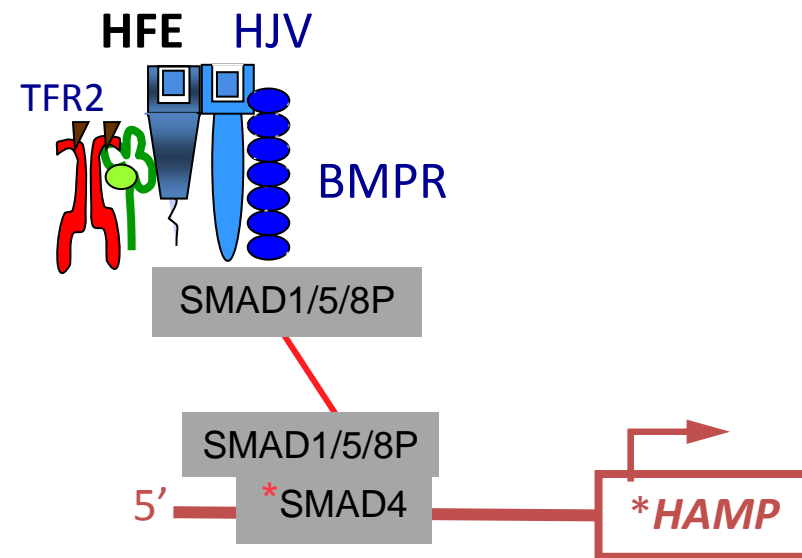 HFE HJV
TFR2
BMPR
SMAD1/5/8P
SMAD1/5/8P
5’ *SMAD4 *HAMP